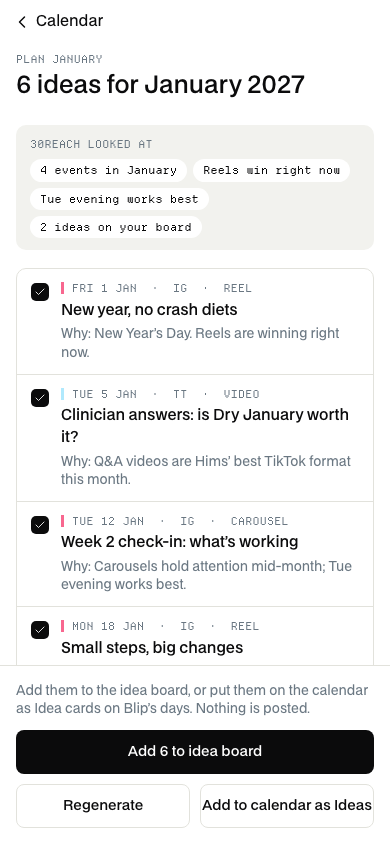 Calendar
PLAN JANUARY
6 ideas for January 2027
30REACH LOOKED AT
4 events in January
Reels win right now
Tue evening works best
2 ideas on your board
FRI 1 JAN · IG · REEL
New year, no crash diets
Why: New Year's Day. Reels are winning right
now.
TUE 5 JAN · TT · VIDEO
Clinician answers: is Dry January worth
it?
Why: Q&A videos are Hims' best TikTok format
this month.
TUE 12 JAN · IG · CAROUSEL
Week 2 check-in: what's working
Why: Carousels hold attention mid-month; Tue
evening works best.
MON 18 JAN · IG · REEL
Small steps, big changes
Add them to the idea board, or put them on the calendar
as Idea cards on Blip's days. Nothing is posted.
Add 6 to idea board
Regenerate
Add to calendar as Ideas